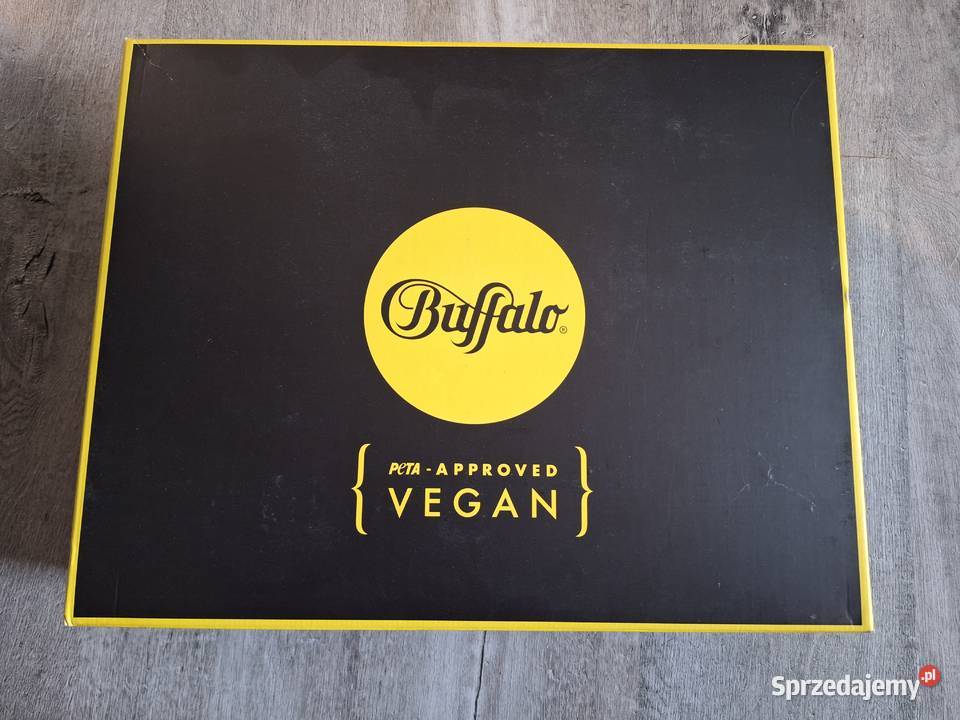 Buffalo®
PETA - APPROVED
VEGAN
Sprzedajemy.pl